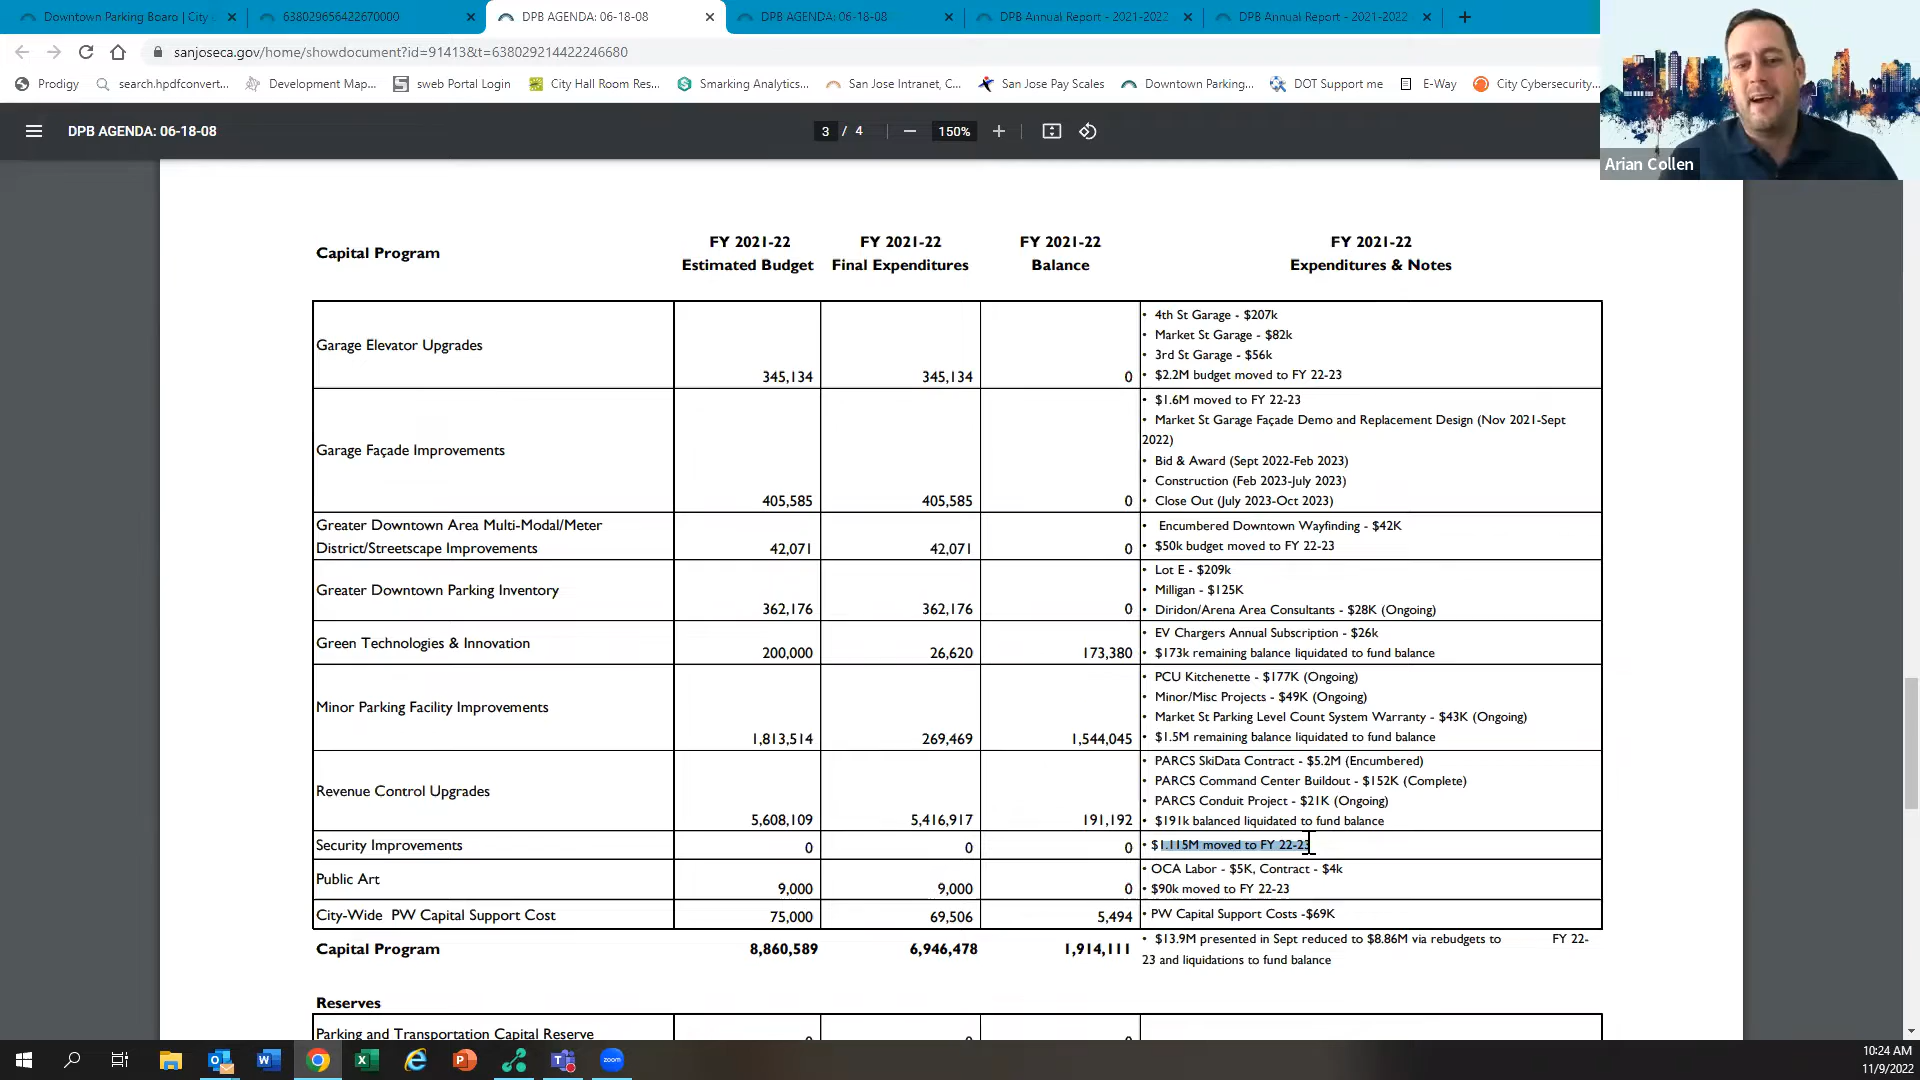 Downtown Parking Board | City
638029656422670000
DPB AGENDA: 06-18-08
DPB AGENDA: 06-18-08
DPB Annual Report - 2021-2022
DPB Annual Report - 2021-2022
sanjoseca.gov/home/showdocument?id=91413&t=638029214422246680
Prodigy
search.hpdfconvert...
Development Map...
sweb Portal Login
City Hall Room Res...
Smarking Analytics...
San Jose Intranet, C...
San Jose Pay Scales
Downtown Parking...
DOT Support me
E-Way
City Cybersecurity...
DPB AGENDA: 06-18-08
3 / 4
150%
Arian Collen
Capital Program
FY 2021-22
Estimated Budget
FY 2021-22
Final Expenditures
FY 2021-22
Balance
FY 2021-22
Expenditures & Notes
Garage Elevator Upgrades
345,134
345,134
0
• 4th St Garage - $207k
• Market St Garage - $82k
• 3rd St Garage - $56k
• $2.2M budget moved to FY 22-23
Garage Façade Improvements
405,585
405,585
0
• $1.6M moved to FY 22-23
• Market St Garage Façade Demo and Replacement Design (Nov 2021-Sept
2022)
• Bid & Award (Sept 2022-Feb 2023)
• Construction (Feb 2023-July 2023)
• Close Out (July 2023-Oct 2023)
Greater Downtown Area Multi-Modal/Meter
District/Streetscape Improvements
42,071
42,071
0
• Encumbered Downtown Wayfinding - $42K
• $50k budget moved to FY 22-23
Greater Downtown Parking Inventory
362,176
362,176
0
• Lot E - $209k
• Milligan - $125K
• Diridon/Arena Area Consultants - $28K (Ongoing)
Green Technologies & Innovation
200,000
26,620
173,380
• EV Chargers Annual Subscription - $26k
• $173k remaining balance liquidated to fund balance
Minor Parking Facility Improvements
1,813,514
269,469
1,544,045
• PCU Kitchenette - $177K (Ongoing)
• Minor/Misc Projects - $49K (Ongoing)
• Market St Parking Level Count System Warranty - $43K (Ongoing)
• $1.5M remaining balance liquidated to fund balance
Revenue Control Upgrades
5,608,109
5,416,917
191,192
• PARCS SkiData Contract - $5.2M (Encumbered)
• PARCS Command Center Buildout - $152K (Complete)
• PARCS Conduit Project - $21K (Ongoing)
• $191k balanced liquidated to fund balance
Security Improvements
0
0
0
• $1.115M moved to FY 22-23
Public Art
9,000
9,000
0
• OCA Labor - $5K, Contract - $4k
• $90k moved to FY 22-23
City-Wide PW Capital Support Cost
75,000
69,506
5,494
• PW Capital Support Costs -$69K
Capital Program
8,860,589
6,946,478
1,914,111
• $13.9M presented in Sept reduced to $8.86M via rebudgets to FY 22-
23 and liquidations to fund balance
Reserves
Parking and Transportation Capital Reserve
zoom
10:24 AM
11/9/2022